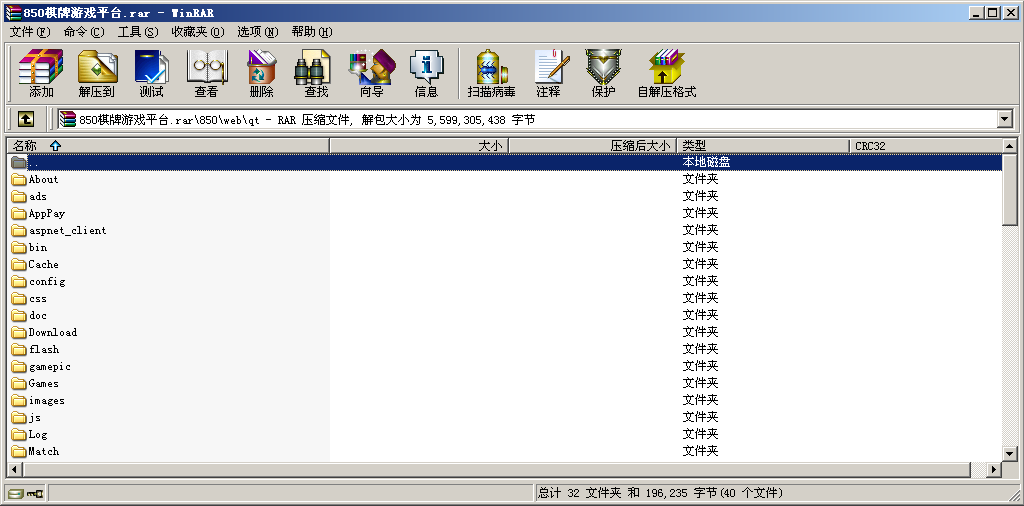 850棋牌游戏平台.rar - WinRAR
文件(F) 命令(C) 工具(S) 收藏夹(O) 选项(N) 帮助(H)
添加 解压到 测试 查看 删除 查找 向导 信息 扫描病毒 注释 保护 自解压格式
850棋牌游戏平台.rar\850\web\qt - RAR 压缩文件, 解包大小为 5,599,305,438 字节
名称 大小 压缩后大小 类型 CRC32
.. 本地磁盘
About 文件夹
ads 文件夹
AppPay 文件夹
aspnet_client 文件夹
bin 文件夹
Cache 文件夹
config 文件夹
css 文件夹
doc 文件夹
Download 文件夹
flash 文件夹
gamepic 文件夹
Games 文件夹
images 文件夹
js 文件夹
Log 文件夹
Match 文件夹
总计 32 文件夹 和 196,235 字节(40 个文件)